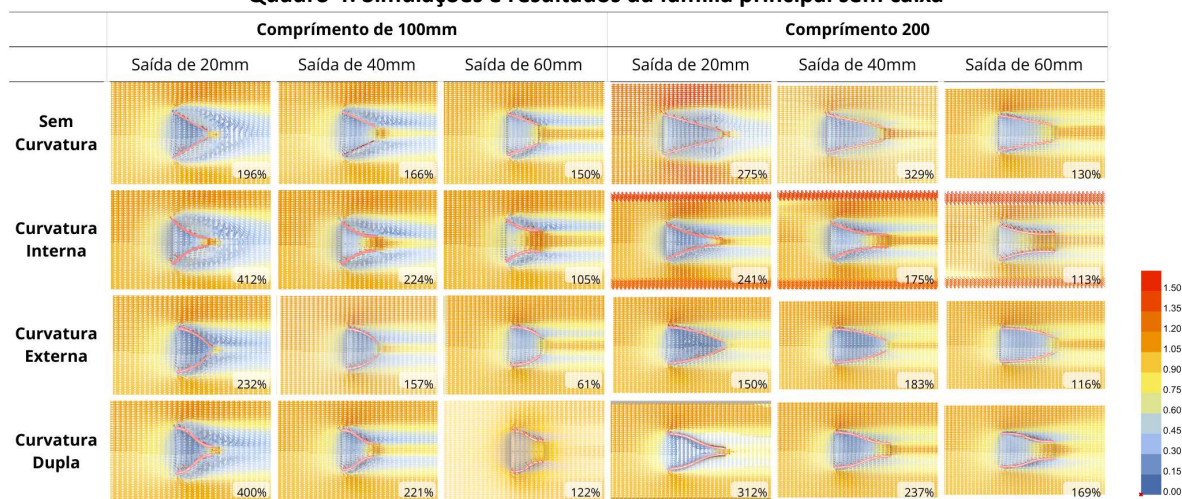 Comprímento de 100mm Comprímento 200
Saída de 20mm Saída de 40mm Saída de 60mm Saída de 20mm Saída de 40mm Saída de 60mm
Sem
Curvatura
196% 166% 150% 275% 329% 130%
Curvatura
Interna
412% 224% 105% 241% 175% 113%
Curvatura
Externa
232% 157% 61% 150% 183% 116%
Curvatura
Dupla
400% 221% 122% 312% 237% 169%
1.50
1.35
1.20
1.05
0.90
0.75
0.60
0.45
0.30
0.15
0.00